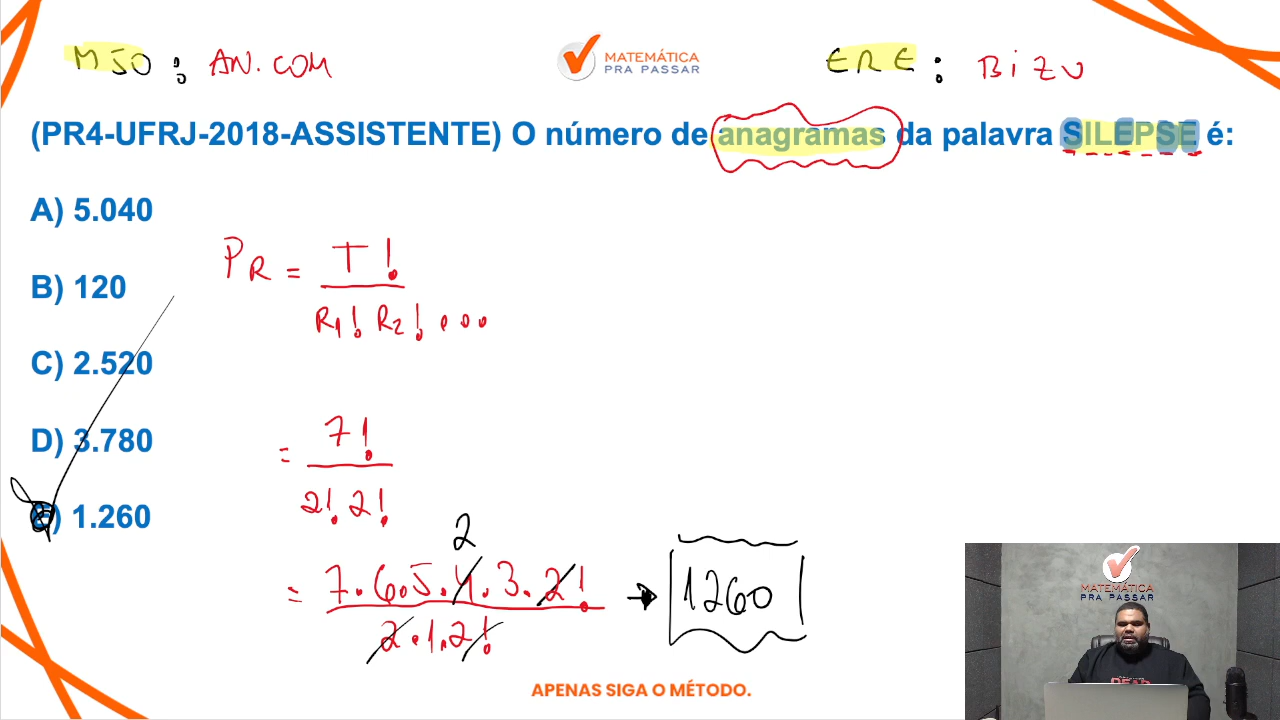 MSO : AN.COM
MATEMÁTICA
PRA PASSAR
ERE : BIZU
(PR4-UFRJ-2018-ASSISTENTE) O número de anagramas da palavra SILEPSE é:
A) 5.040
B) 120
C) 2.520
D) 3.780
E) 1.260
PR = T! / R1! R2! ...
= 7! / 2! 2!
2
= 7.6.5.4.3.2! / 2.1.2! → 1260
MATEMÁTICA
PRA PASSAR
APENAS SIGA O MÉTODO.